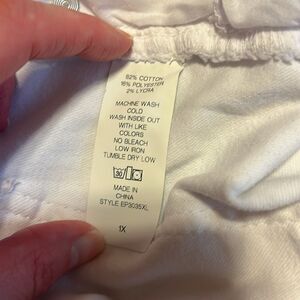 82% COTTON
16% POLYESTER
2% LYCRA
MACHINE WASH
COLD
WASH INSIDE OUT
WITH LIKE
COLORS
NO BLEACH
LOW IRON
TUMBLE DRY LOW
30
MADE IN
CHINA
STYLE EP3035XL
1X